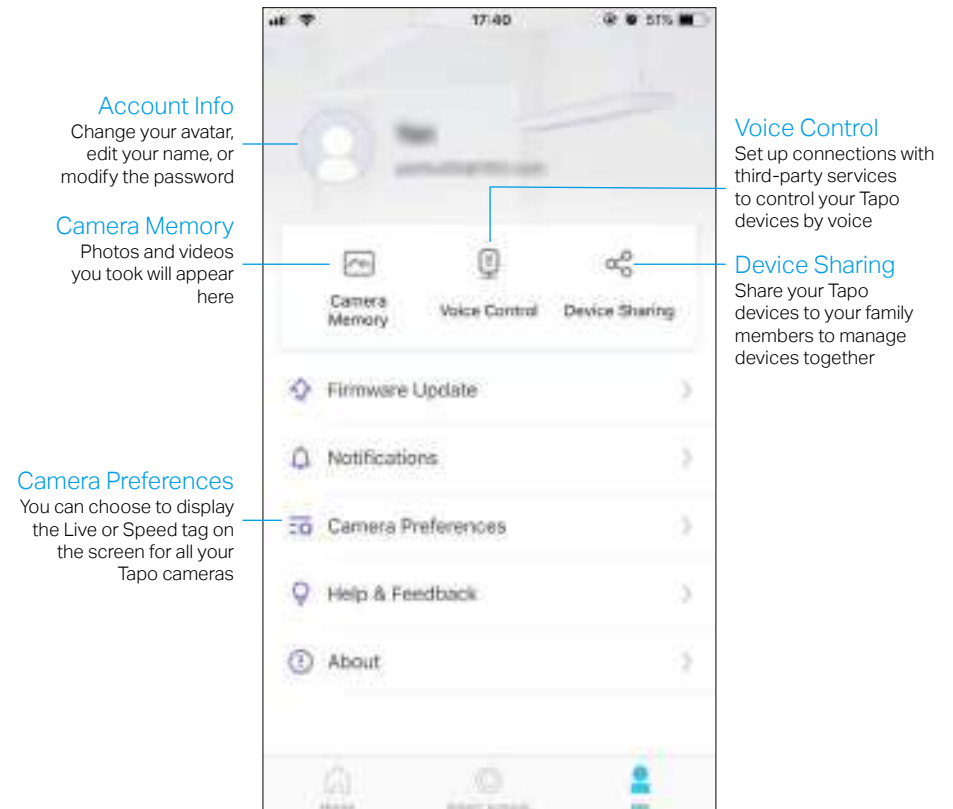 17:40
51%
Account Info
Change your avatar,
edit your name, or
modify the password
Camera Memory
Photos and videos
you took will appear
here
Voice Control
Set up connections with
third-party services
to control your Tapo
devices by voice
Device Sharing
Share your Tapo
devices to your family
members to manage
devices together
Camera
Memory
Voice Control
Device Sharing
Firmware Update
Notifications
Camera Preferences
You can choose to display
the Live or Speed tag on
the screen for all your
Tapo cameras
Camera Preferences
Help & Feedback
About